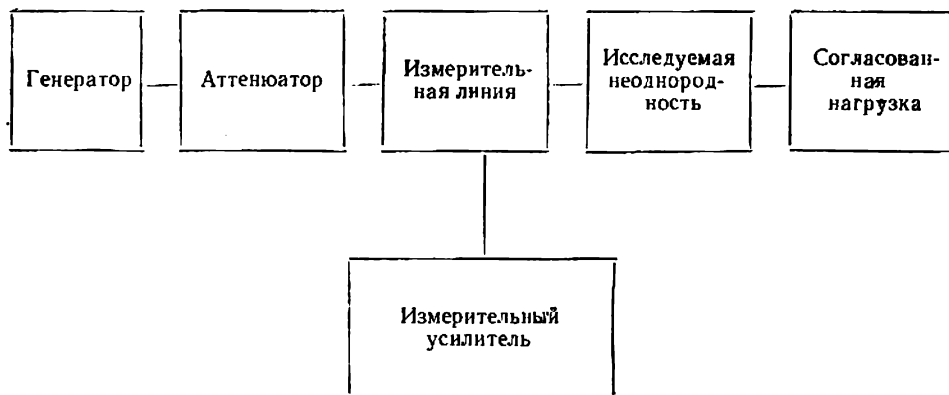 Генератор
Аттенюатор
Измеритель-
ная линия
Исследуемая
неоднород-
ность
Согласован-
ная
нагрузка
Измерительный
усилитель